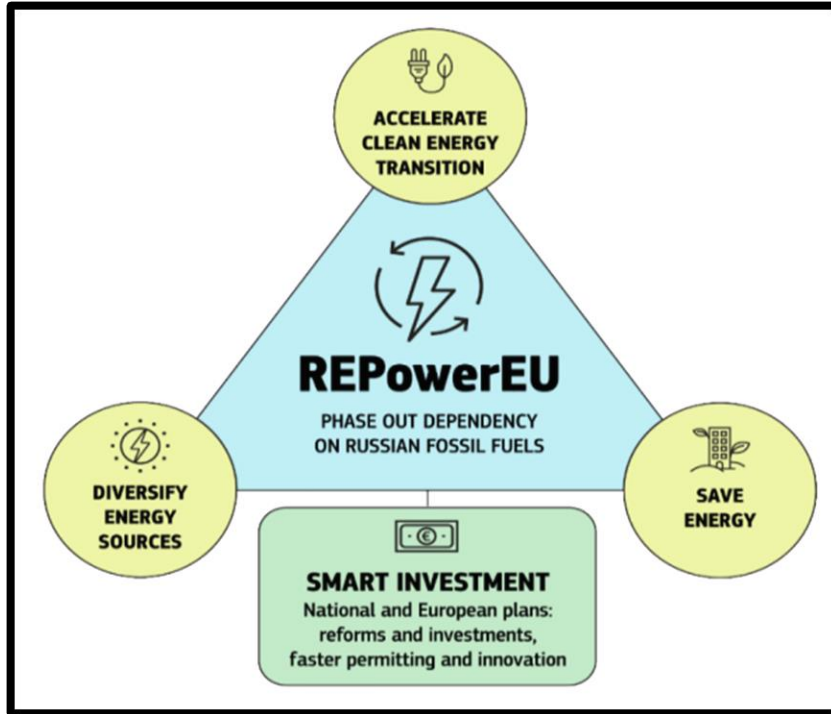 ACCELERATE
CLEAN ENERGY
TRANSITION
REPowerEU
PHASE OUT DEPENDENCY
ON RUSSIAN FOSSIL FUELS
DIVERSIFY
ENERGY
SOURCES
SAVE
ENERGY
€
SMART INVESTMENT
National and European plans:
reforms and investments,
faster permitting and innovation